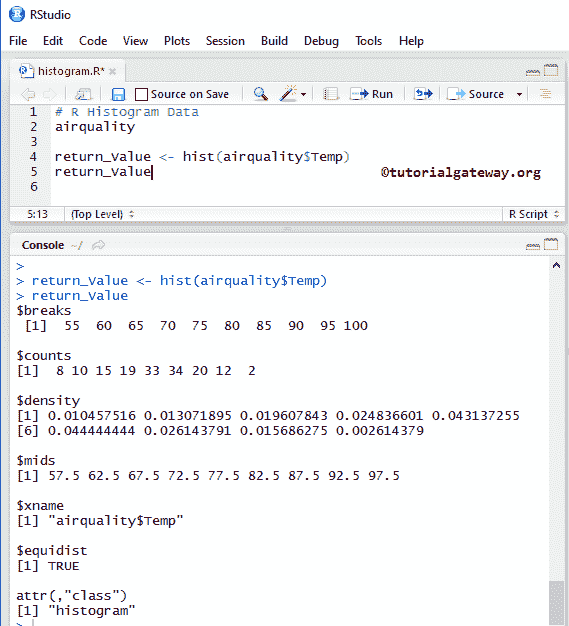 RStudio
File Edit Code View Plots Session Build Debug Tools Help
histogram.R*
Source on Save Run Source
1 # R Histogram Data
2 airquality
3
4 return_Value <- hist(airquality$Temp)
5 return_Value
6
©tutorialgateway.org
5:13 (Top Level) R Script
Console ~/
>
> return_Value <- hist(airquality$Temp)
> return_Value
$breaks
[1] 55 60 65 70 75 80 85 90 95 100
$counts
[1] 8 10 15 19 33 34 20 12 2
$density
[1] 0.010457516 0.013071895 0.019607843 0.024836601 0.043137255
[6] 0.044444444 0.026143791 0.015686275 0.002614379
$mids
[1] 57.5 62.5 67.5 72.5 77.5 82.5 87.5 92.5 97.5
$xname
[1] "airquality$Temp"
$equidist
[1] TRUE
attr(,"class")
[1] "histogram"
>